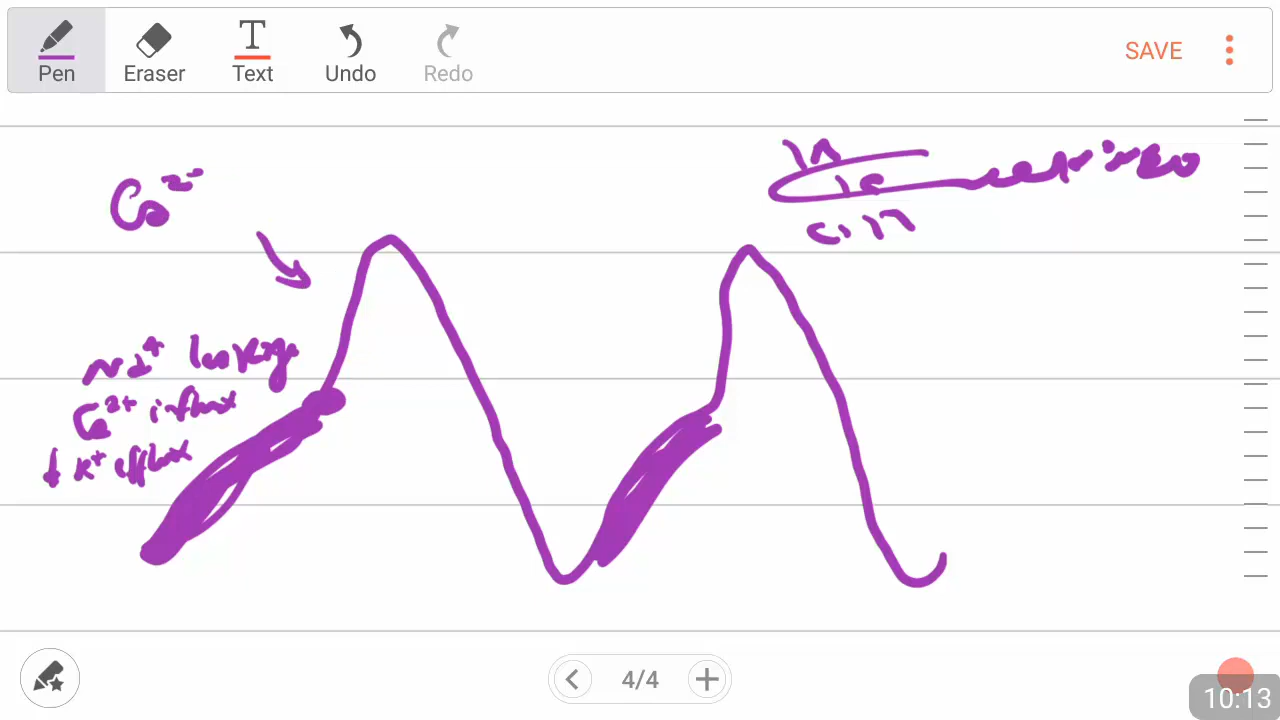 Pen Eraser Text Undo Redo SAVE
Ca²⁻
Na⁺ leakage
Ca²⁺ influx
↓ K⁺ efflux
4/4
10:13